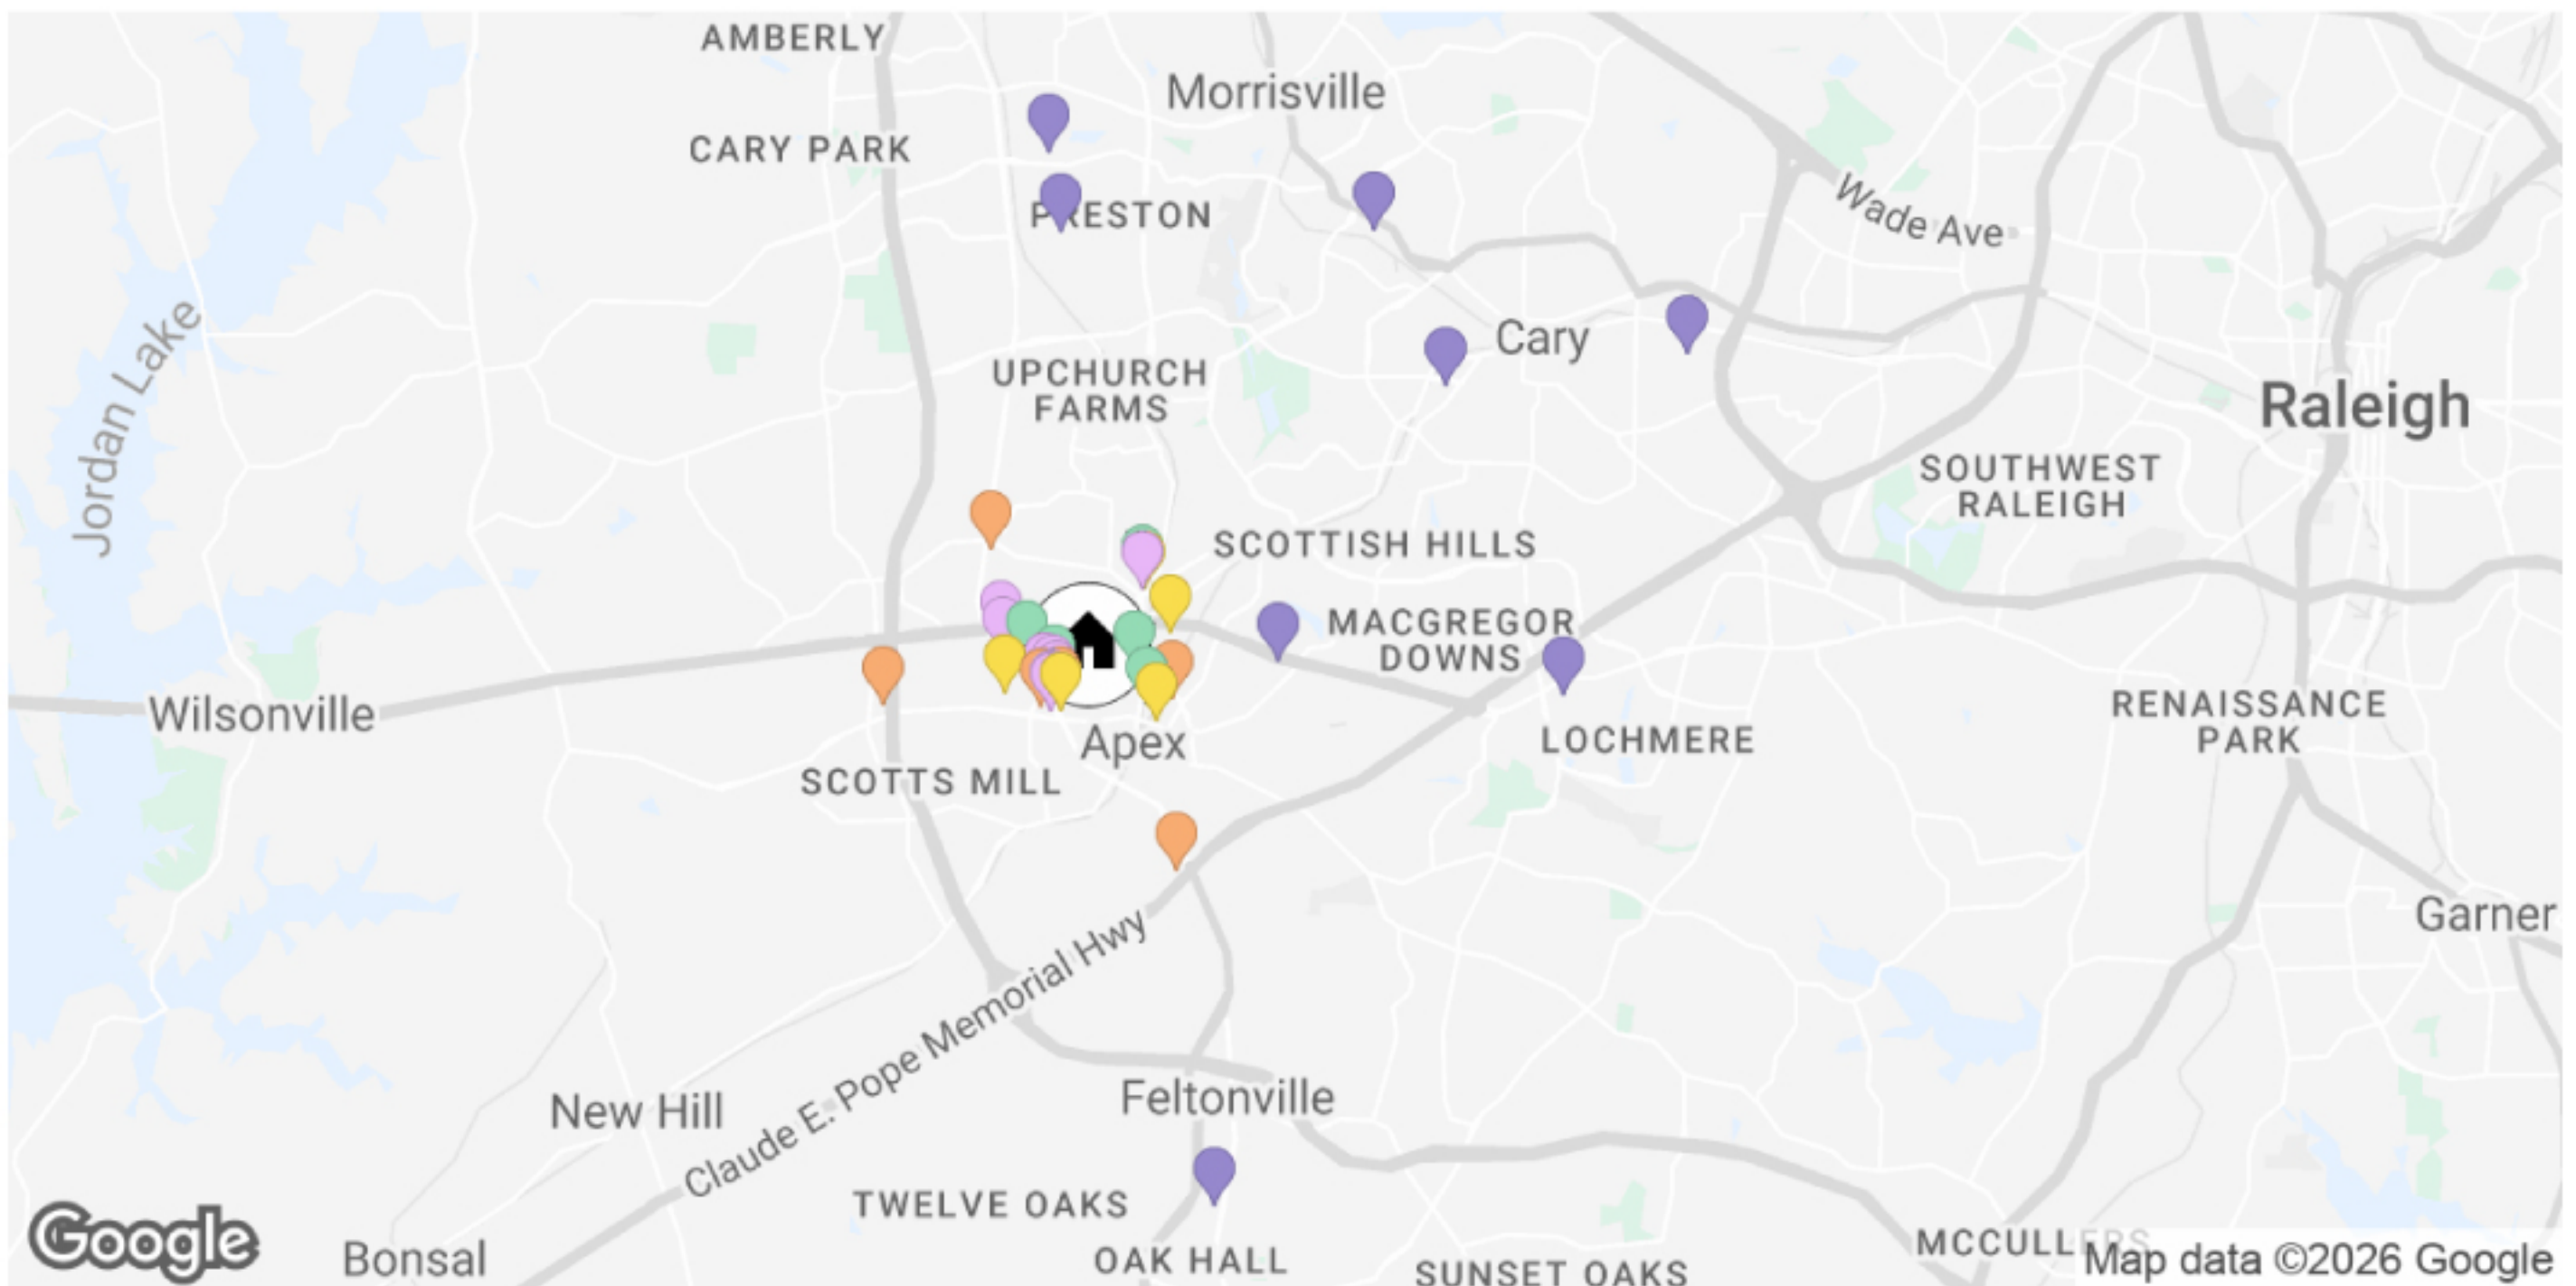 AMBERLY
Morrisville
CARY PARK
PRESTON
Wade Ave
Jordan Lake
Cary
UPCHURCH
FARMS
Raleigh
SOUTHWEST
RALEIGH
SCOTTISH HILLS
MACGREGOR
DOWNS
Wilsonville
RENAISSANCE
PARK
Apex
LOCHMERE
SCOTTS MILL
Garner
Claude E. Pope Memorial Hwy
New Hill
Feltonville
TWELVE OAKS
Google
Bonsal
OAK HALL
SUNSET OAKS
MCCULLERS
Map data ©2026 Google